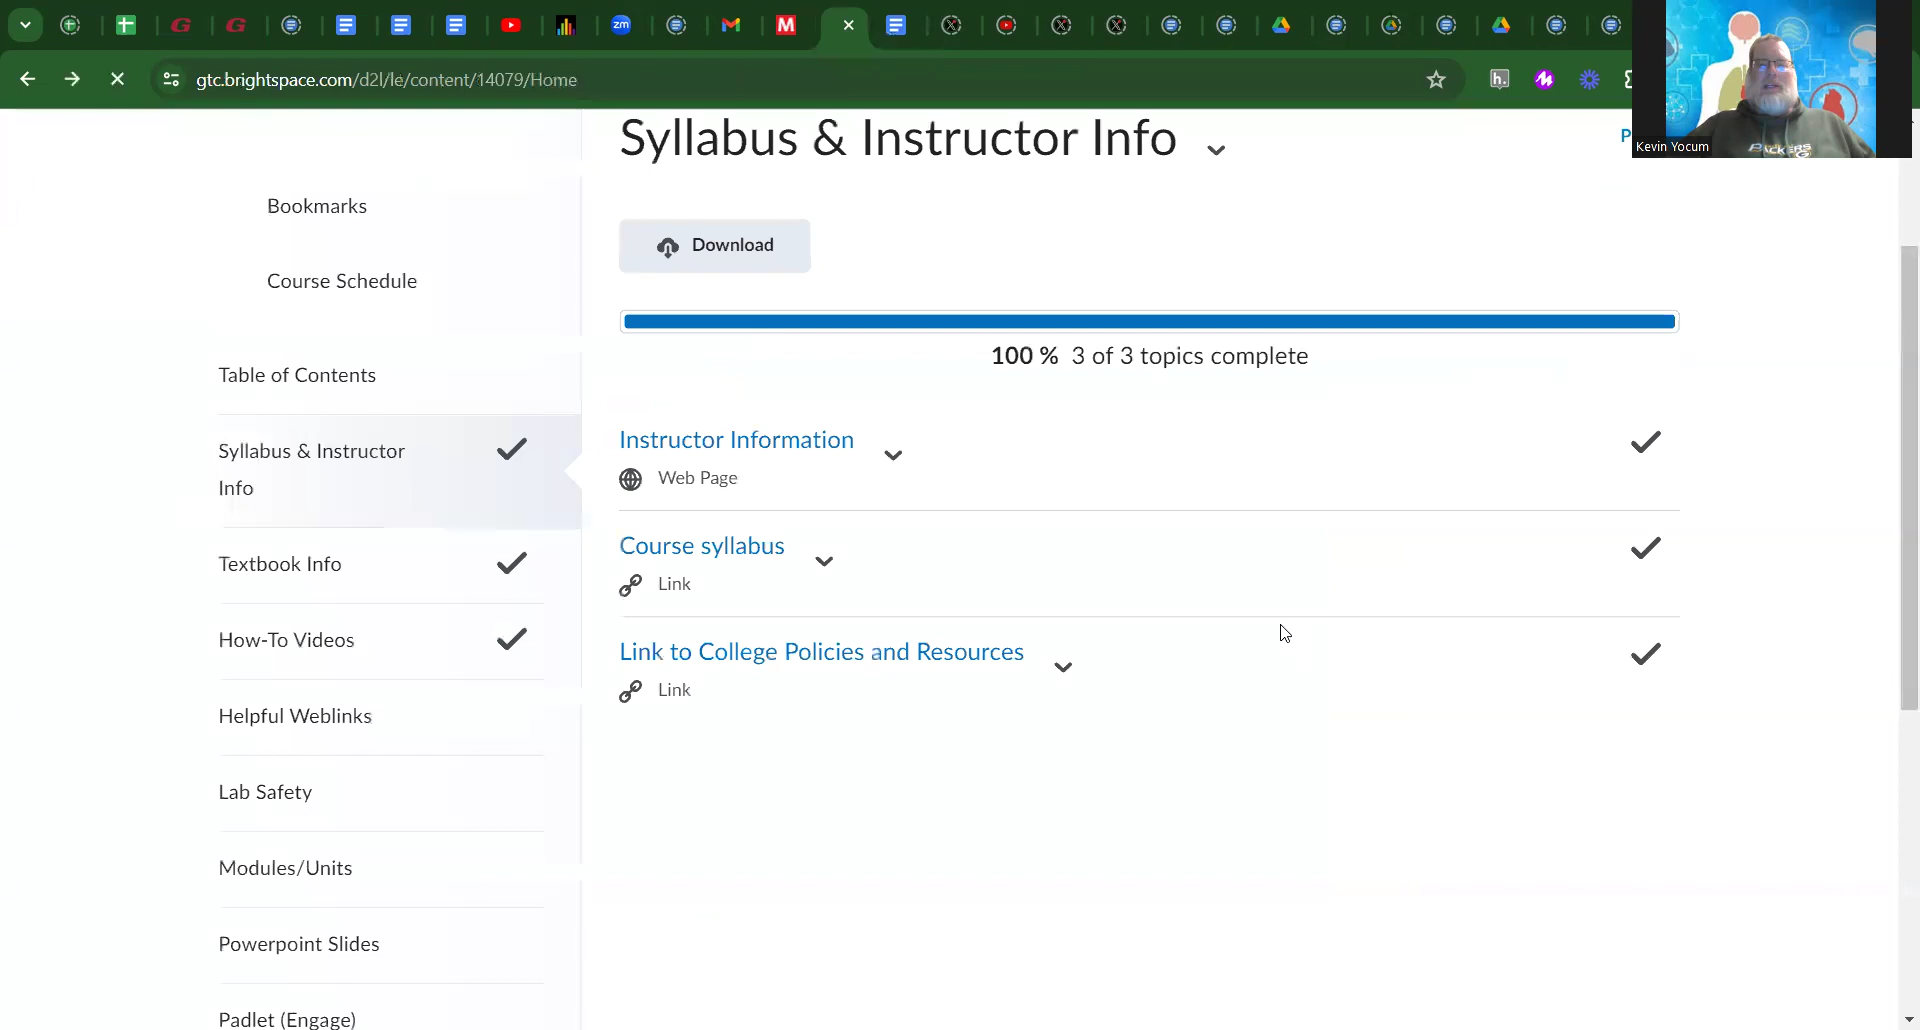 zm
M
gtc.brightspace.com/d2l/le/content/14079/Home
h.
Kevin Yocum
Syllabus & Instructor Info
Bookmarks
Download
Course Schedule
100 % 3 of 3 topics complete
Table of Contents
Syllabus & Instructor
Info
Instructor Information
Web Page
Course syllabus
Link
Textbook Info
How-To Videos
Link to College Policies and Resources
Link
Helpful Weblinks
Lab Safety
Modules/Units
Powerpoint Slides
Padlet (Engage)